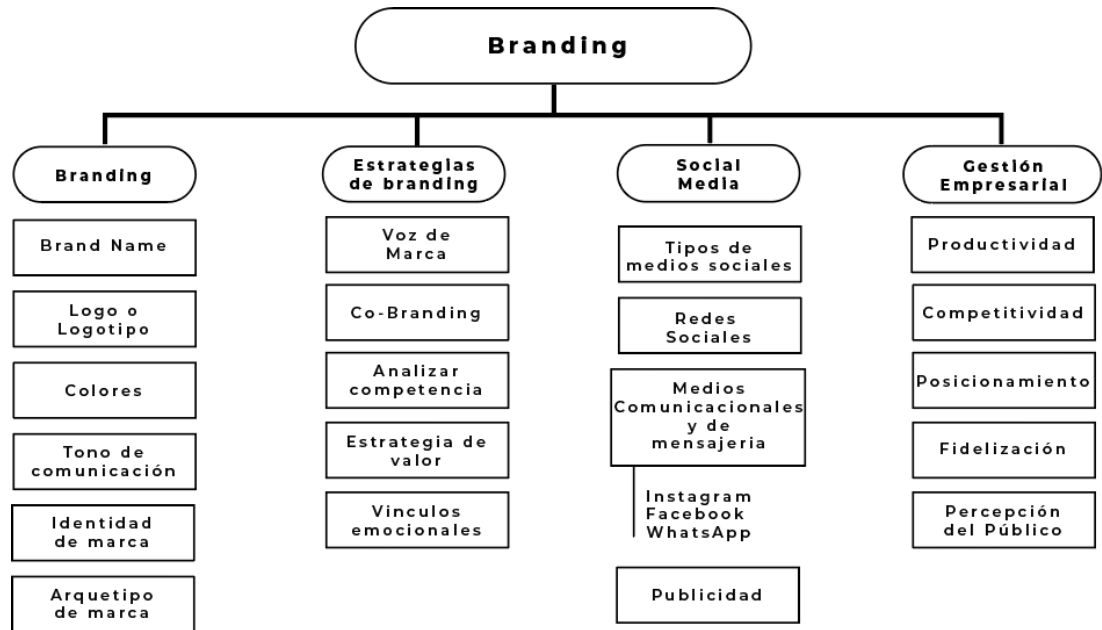 Branding
Branding
Brand Name
Logo o
Logotipo
Colores
Tono de
comunicación
Identidad
de marca
Arquetipo
de marca
Estrategias
de branding
Voz de
Marca
Co-Branding
Analizar
competencia
Estrategia de
valor
Vinculos
emocionales
Social
Media
Tipos de
medios sociales
Redes
Sociales
Medios
Comunicacionales
y de
mensajeria
Instagram
Facebook
WhatsApp
Publicidad
Gestión
Empresarial
Productividad
Competitividad
Posicionamiento
Fidelización
Percepción
del Público